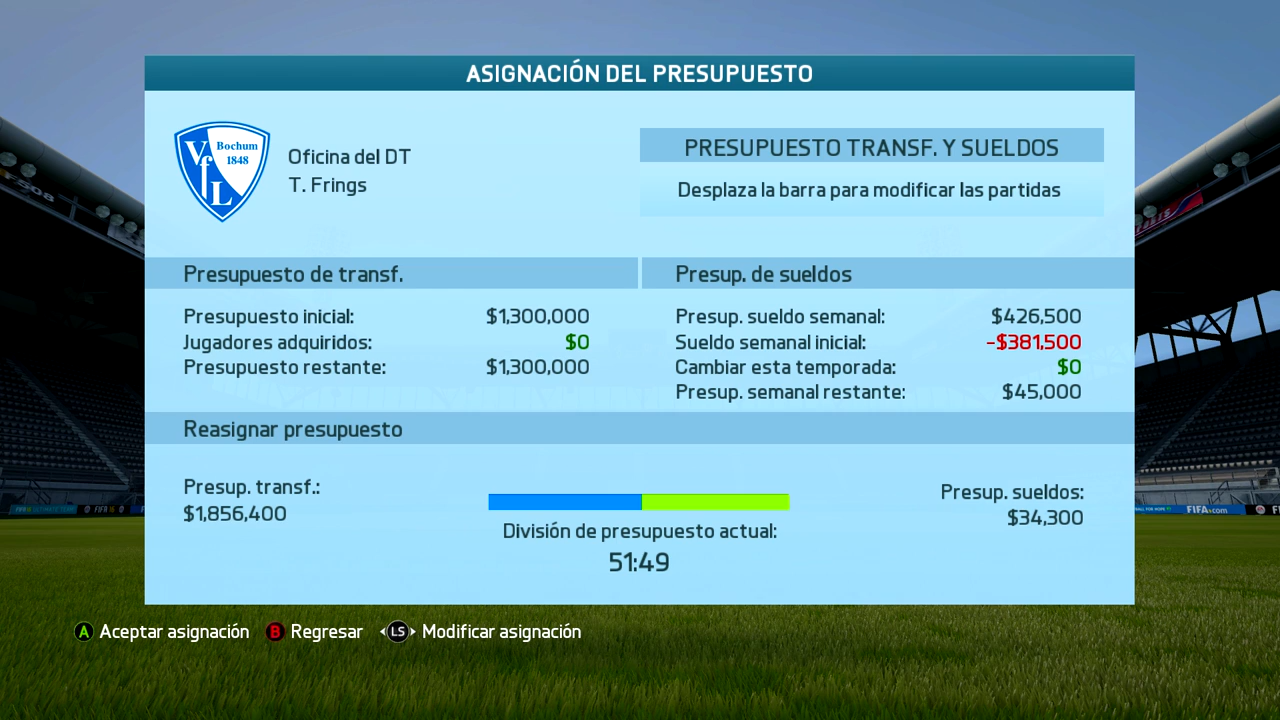 ASIGNACIÓN DEL PRESUPUESTO
VfL
Bochum
1848
Oficina del DT
T. Frings
PRESUPUESTO TRANSF. Y SUELDOS
Desplaza la barra para modificar las partidas
Presupuesto de transf.
Presupuesto inicial: $1,300,000
Jugadores adquiridos: $0
Presupuesto restante: $1,300,000
Presup. de sueldos
Presup. sueldo semanal: $426,500
Sueldo semanal inicial: -$381,500
Cambiar esta temporada: $0
Presup. semanal restante: $45,000
Reasignar presupuesto
Presup. transf.:
$1,856,400
División de presupuesto actual:
51:49
Presup. sueldos:
$34,300
FIFA 16
FIFA.com
A Aceptar asignación B Regresar LS Modificar asignación